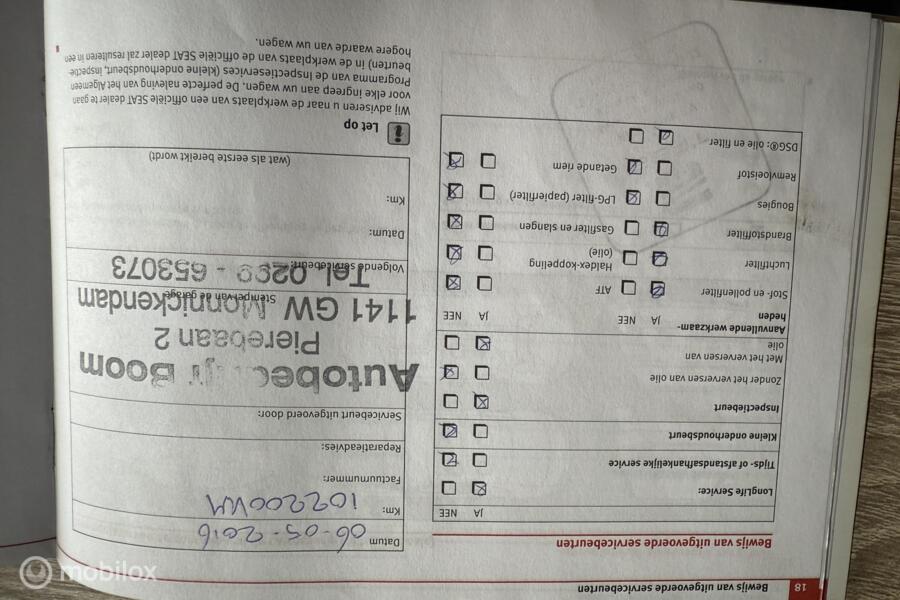 18
Bewijs van uitgevoerde servicebeurten
Bewijs van uitgevoerde servicebeurten
JA NEE
LongLife Service:
Tijds- of afstandsafhankelijke service
Kleine onderhoudsbeurt
Inspectiebeurt
Zonder het verversen van olie
Met het verversen van
olie
Aanvullende werkzaam-
heden
JA NEE
JA NEE
Stof- en pollenfilter
ATF
Luchtfilter
Haldex-koppeling
(olie)
Brandstoffilter
Gasfilter en slangen
Bougies
LPG-filter (papierfilter)
Remvloeistof
Getande riem
DSG®: olie en filter
Datum
06-05-2016
Km:
102200KM
Factuurnummer:
Reparatieadvies:
Servicebeurt uitgevoerd door:
Autobedrijf Boom
Pierebaan 2
Stempel van de garage
1141 GW Monnickendam
Tel. 0299 - 653073
Volgende servicebeurt:
Datum:
Km:
(wat als eerste bereikt wordt)
i Let op
Wij adviseren u naar de werkplaats van een officiële SEAT dealer te gaan
voor elke ingreep aan uw wagen. De perfecte naleving van het Algemeen
Programma van de Inspectieservices (kleine onderhoudsbeurt, inspectie-
beurten) in de werkplaats van de officiële SEAT dealer zal resulteren in een
hogere waarde van uw wagen.
mobilox